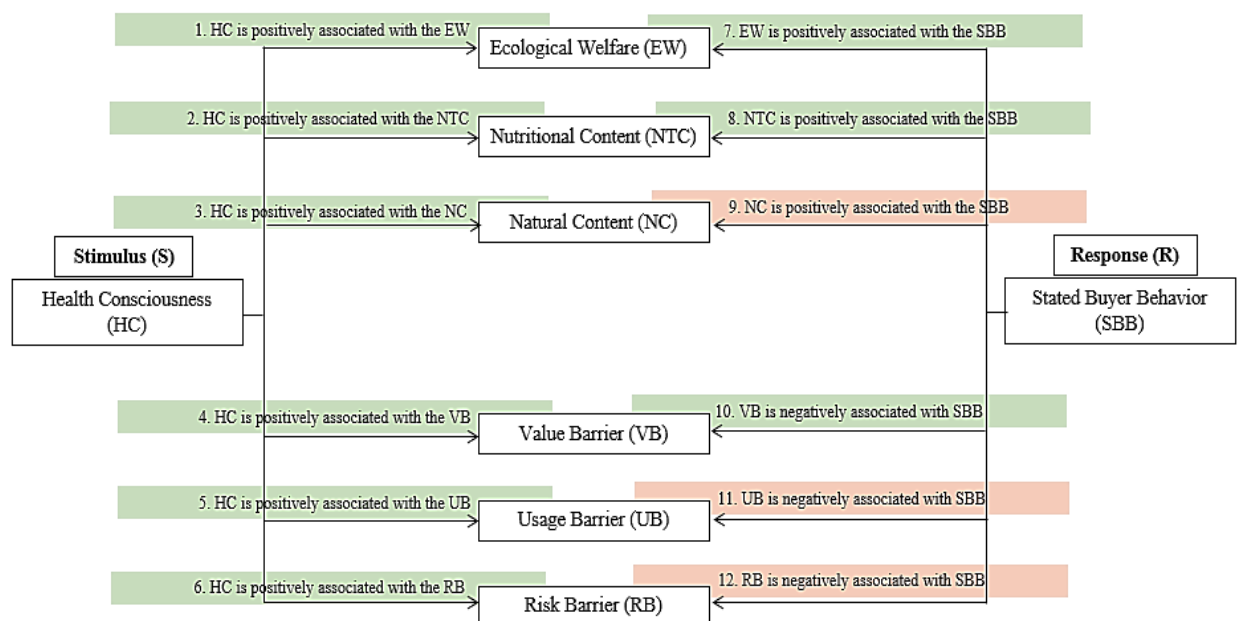 1. HC is positively associated with the EW
Ecological Welfare (EW)
7. EW is positively associated with the SBB
2. HC is positively associated with the NTC
Nutritional Content (NTC)
8. NTC is positively associated with the SBB
3. HC is positively associated with the NC
Natural Content (NC)
9. NC is positively associated with the SBB
Stimulus (S)
Health Consciousness
(HC)
Response (R)
Stated Buyer Behavior
(SBB)
4. HC is positively associated with the VB
Value Barrier (VB)
10. VB is negatively associated with SBB
5. HC is positively associated with the UB
Usage Barrier (UB)
11. UB is negatively associated with SBB
6. HC is positively associated with the RB
Risk Barrier (RB)
12. RB is negatively associated with SBB